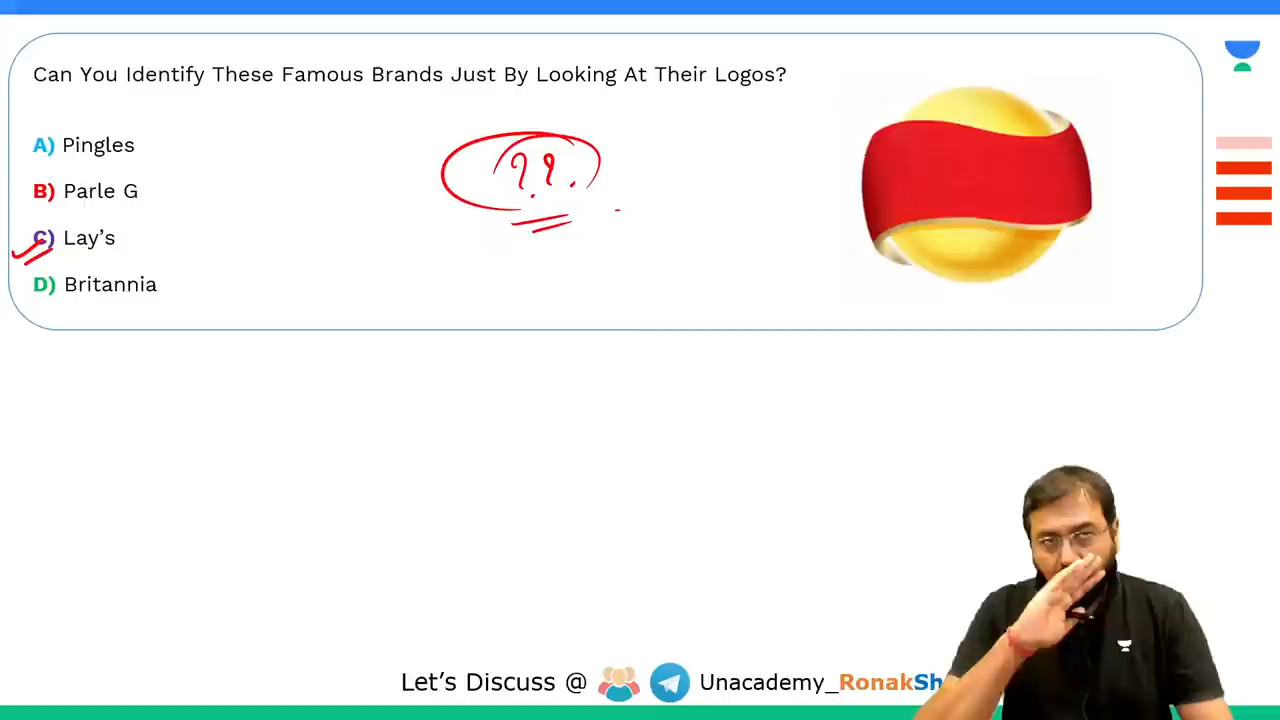 Can You Identify These Famous Brands Just By Looking At Their Logos?
A) Pingles
B) Parle G
C) Lay's
D) Britannia
??
Let's Discuss @ Unacademy_RonakSh